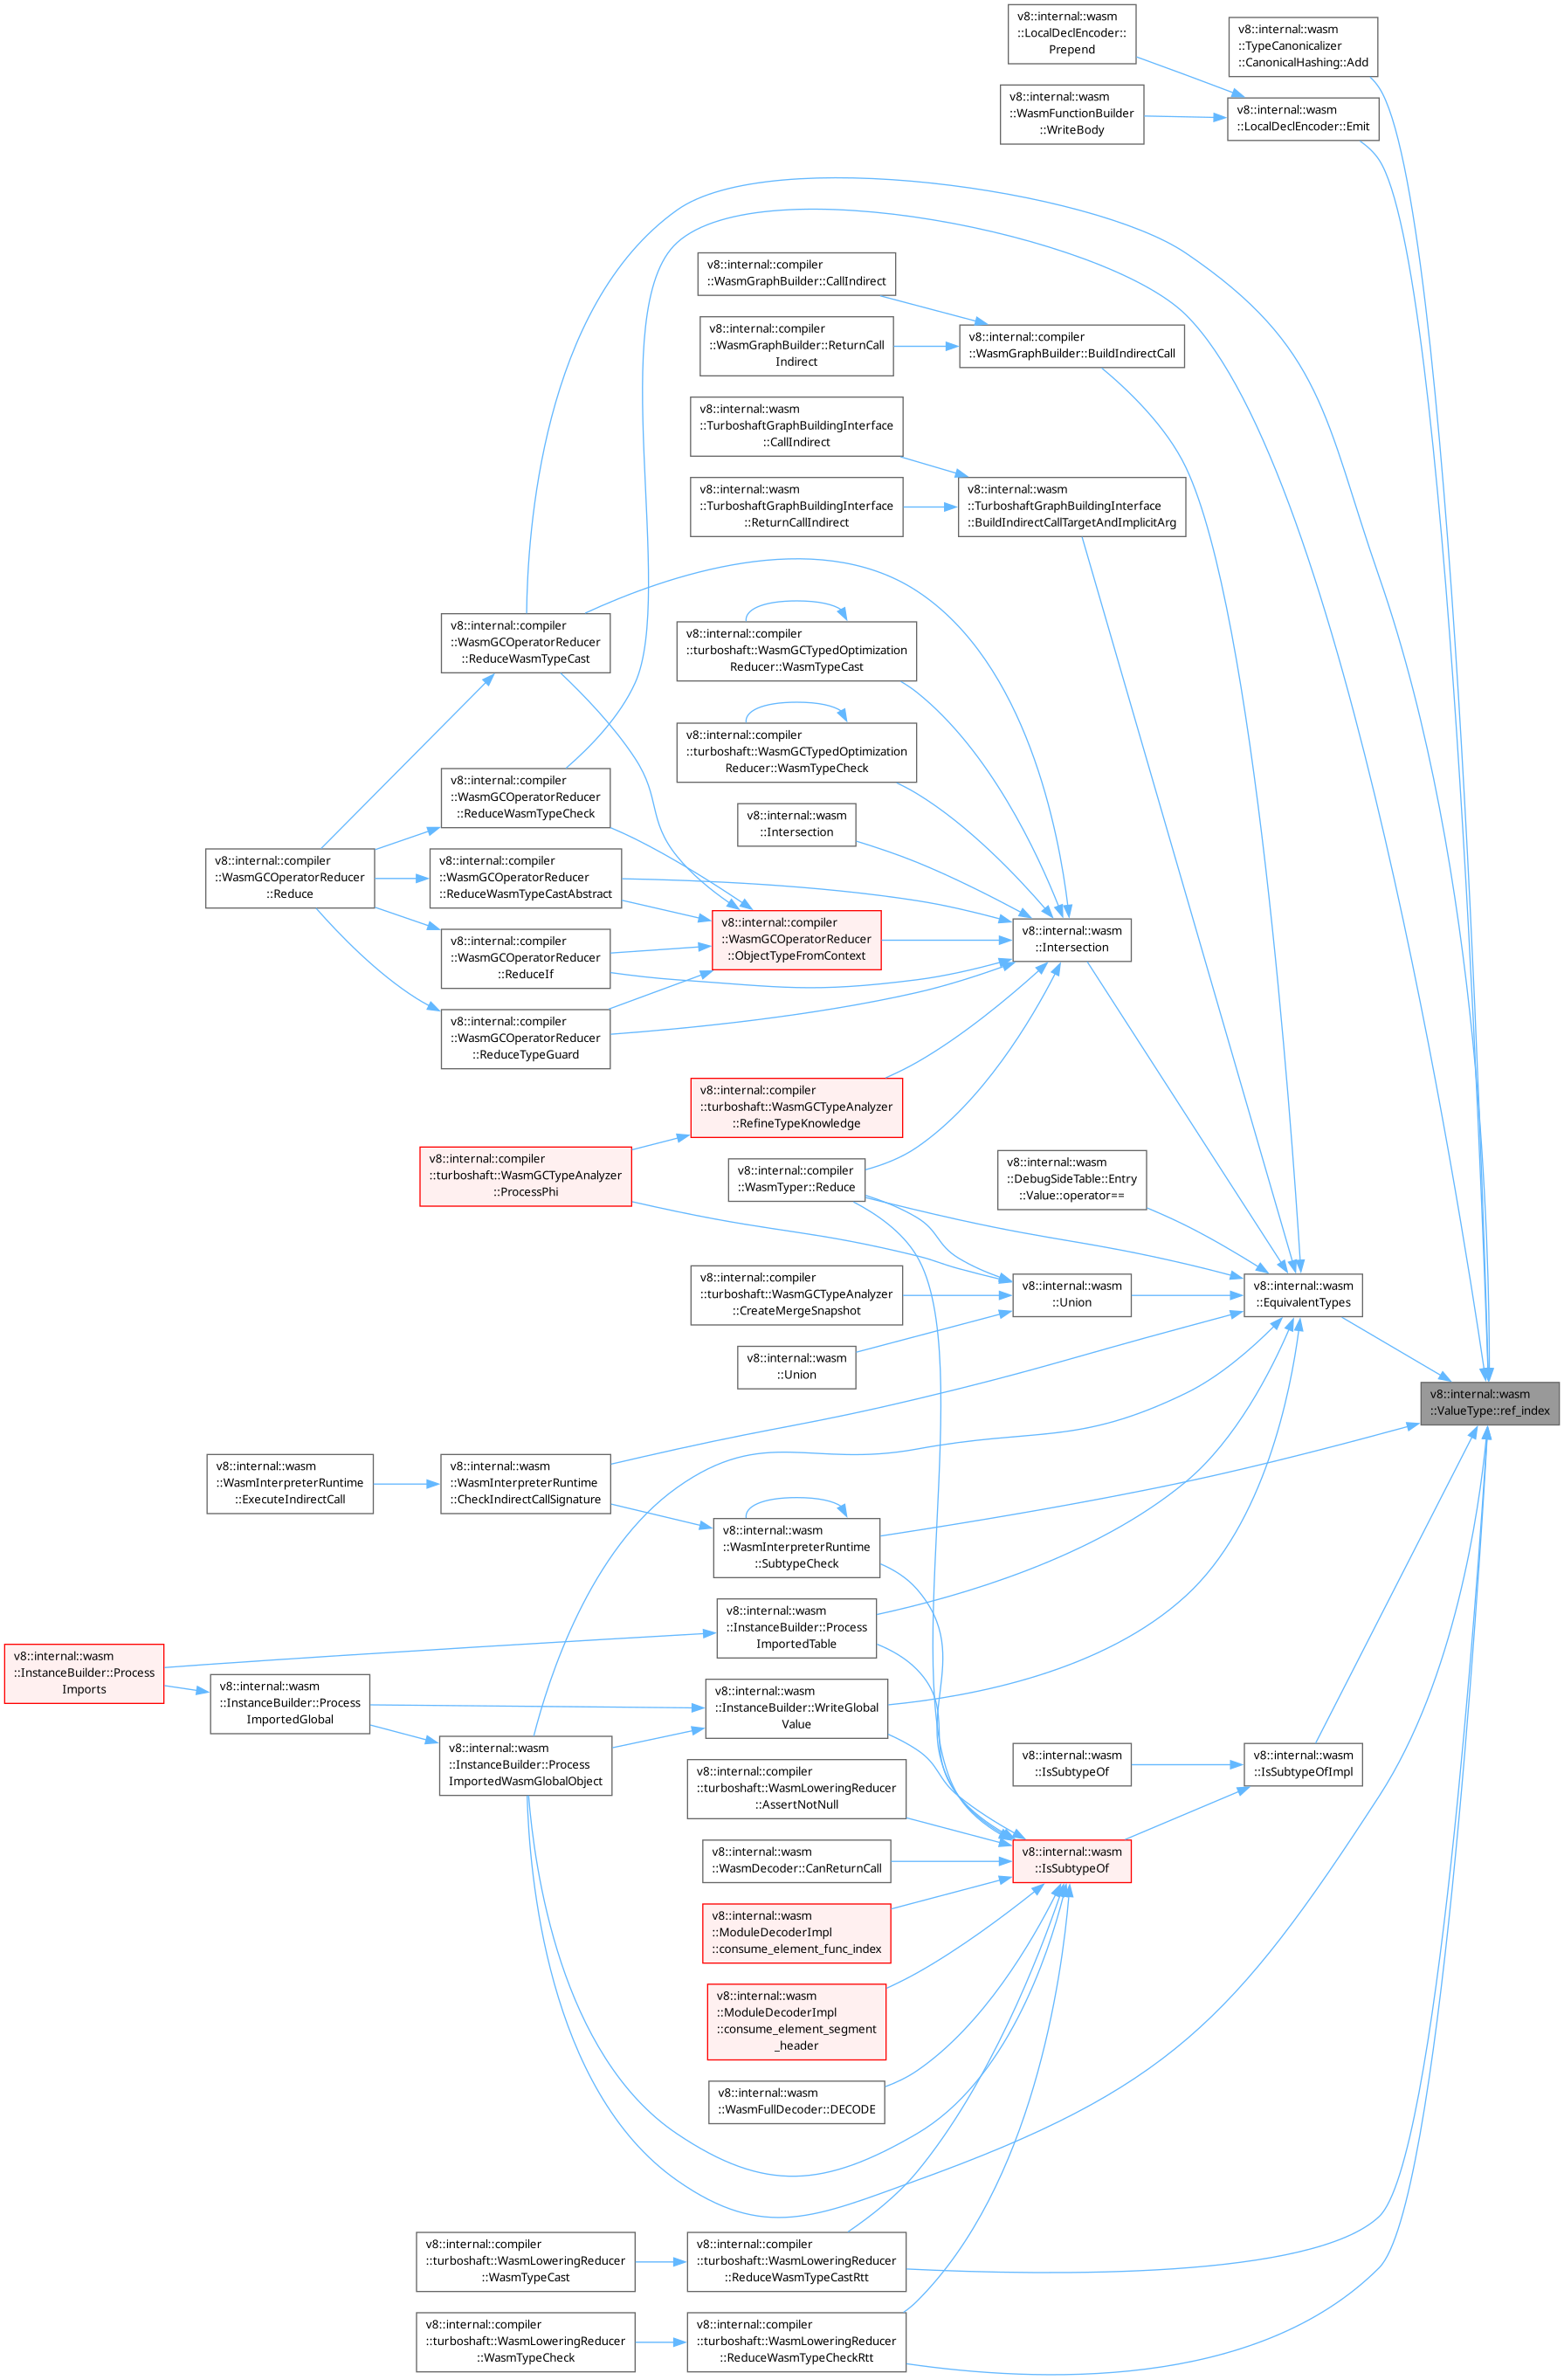 v8::internal::wasm
::LocalDeclEncoder::
Prepend
v8::internal::wasm
::TypeCanonicalizer
::CanonicalHashing::Add
v8::internal::wasm
::WasmFunctionBuilder
::WriteBody
v8::internal::wasm
::LocalDeclEncoder::Emit
v8::internal::compiler
::WasmGraphBuilder::CallIndirect
v8::internal::compiler
::WasmGraphBuilder::ReturnCall
Indirect
v8::internal::compiler
::WasmGraphBuilder::BuildIndirectCall
v8::internal::wasm
::TurboshaftGraphBuildingInterface
::CallIndirect
v8::internal::wasm
::TurboshaftGraphBuildingInterface
::ReturnCallIndirect
v8::internal::wasm
::TurboshaftGraphBuildingInterface
::BuildIndirectCallTargetAndImplicitArg
v8::internal::compiler
::WasmGCOperatorReducer
::ReduceWasmTypeCast
v8::internal::compiler
::turboshaft::WasmGCTypedOptimization
Reducer::WasmTypeCast
v8::internal::compiler
::turboshaft::WasmGCTypedOptimization
Reducer::WasmTypeCheck
v8::internal::compiler
::WasmGCOperatorReducer
::ReduceWasmTypeCheck
v8::internal::wasm
::Intersection
v8::internal::compiler
::WasmGCOperatorReducer
::Reduce
v8::internal::compiler
::WasmGCOperatorReducer
::ReduceWasmTypeCastAbstract
v8::internal::compiler
::WasmGCOperatorReducer
::ObjectTypeFromContext
v8::internal::wasm
::Intersection
v8::internal::compiler
::WasmGCOperatorReducer
::ReduceIf
v8::internal::compiler
::WasmGCOperatorReducer
::ReduceTypeGuard
v8::internal::compiler
::turboshaft::WasmGCTypeAnalyzer
::RefineTypeKnowledge
v8::internal::compiler
::turboshaft::WasmGCTypeAnalyzer
::ProcessPhi
v8::internal::compiler
::WasmTyper::Reduce
v8::internal::wasm
::DebugSideTable::Entry
::Value::operator==
v8::internal::compiler
::turboshaft::WasmGCTypeAnalyzer
::CreateMergeSnapshot
v8::internal::wasm
::Union
v8::internal::wasm
::EquivalentTypes
v8::internal::wasm
::Union
v8::internal::wasm
::ValueType::ref_index
v8::internal::wasm
::WasmInterpreterRuntime
::ExecuteIndirectCall
v8::internal::wasm
::WasmInterpreterRuntime
::CheckIndirectCallSignature
v8::internal::wasm
::WasmInterpreterRuntime
::SubtypeCheck
v8::internal::wasm
::InstanceBuilder::Process
ImportedTable
v8::internal::wasm
::InstanceBuilder::Process
Imports
v8::internal::wasm
::InstanceBuilder::Process
ImportedGlobal
v8::internal::wasm
::InstanceBuilder::WriteGlobal
Value
v8::internal::wasm
::InstanceBuilder::Process
ImportedWasmGlobalObject
v8::internal::wasm
::IsSubtypeOf
v8::internal::wasm
::IsSubtypeOfImpl
v8::internal::compiler
::turboshaft::WasmLoweringReducer
::AssertNotNull
v8::internal::wasm
::WasmDecoder::CanReturnCall
v8::internal::wasm
::IsSubtypeOf
v8::internal::wasm
::ModuleDecoderImpl
::consume_element_func_index
v8::internal::wasm
::ModuleDecoderImpl
::consume_element_segment
_header
v8::internal::wasm
::WasmFullDecoder::DECODE
v8::internal::compiler
::turboshaft::WasmLoweringReducer
::WasmTypeCast
v8::internal::compiler
::turboshaft::WasmLoweringReducer
::ReduceWasmTypeCastRtt
v8::internal::compiler
::turboshaft::WasmLoweringReducer
::WasmTypeCheck
v8::internal::compiler
::turboshaft::WasmLoweringReducer
::ReduceWasmTypeCheckRtt